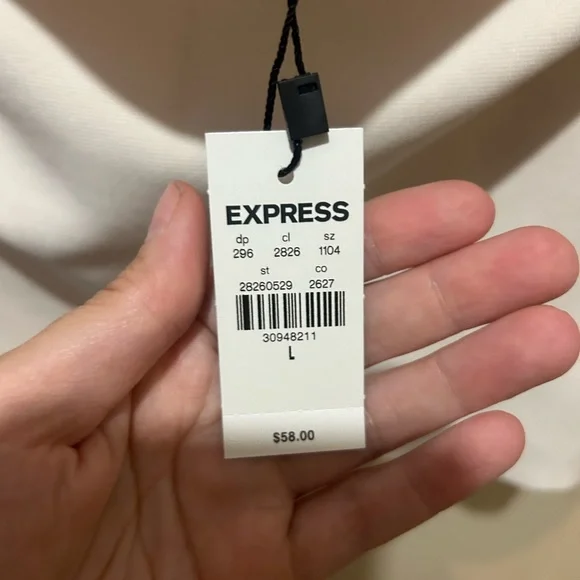 EXPRESS
dp cl sz
296 2826 1104
st co
28260529 2627
30948211
L
$58.00